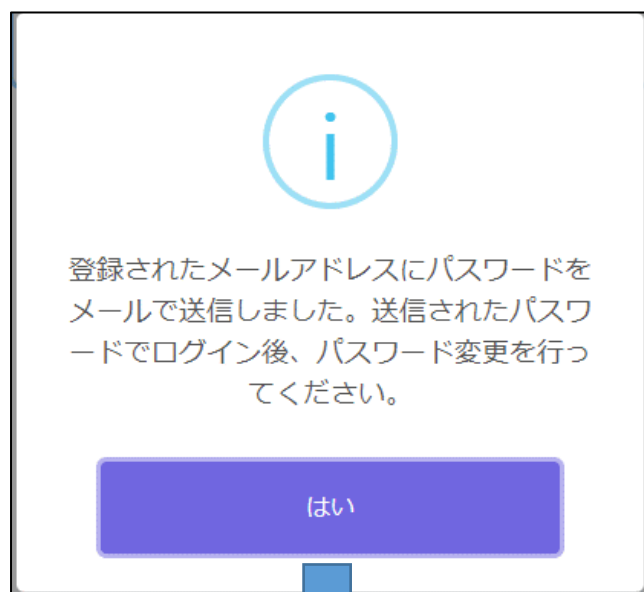 登録されたメールアドレスにパスワードを
メールで送信しました。送信されたパスワ
ードでログイン後、パスワード変更を行っ
てください。
はい